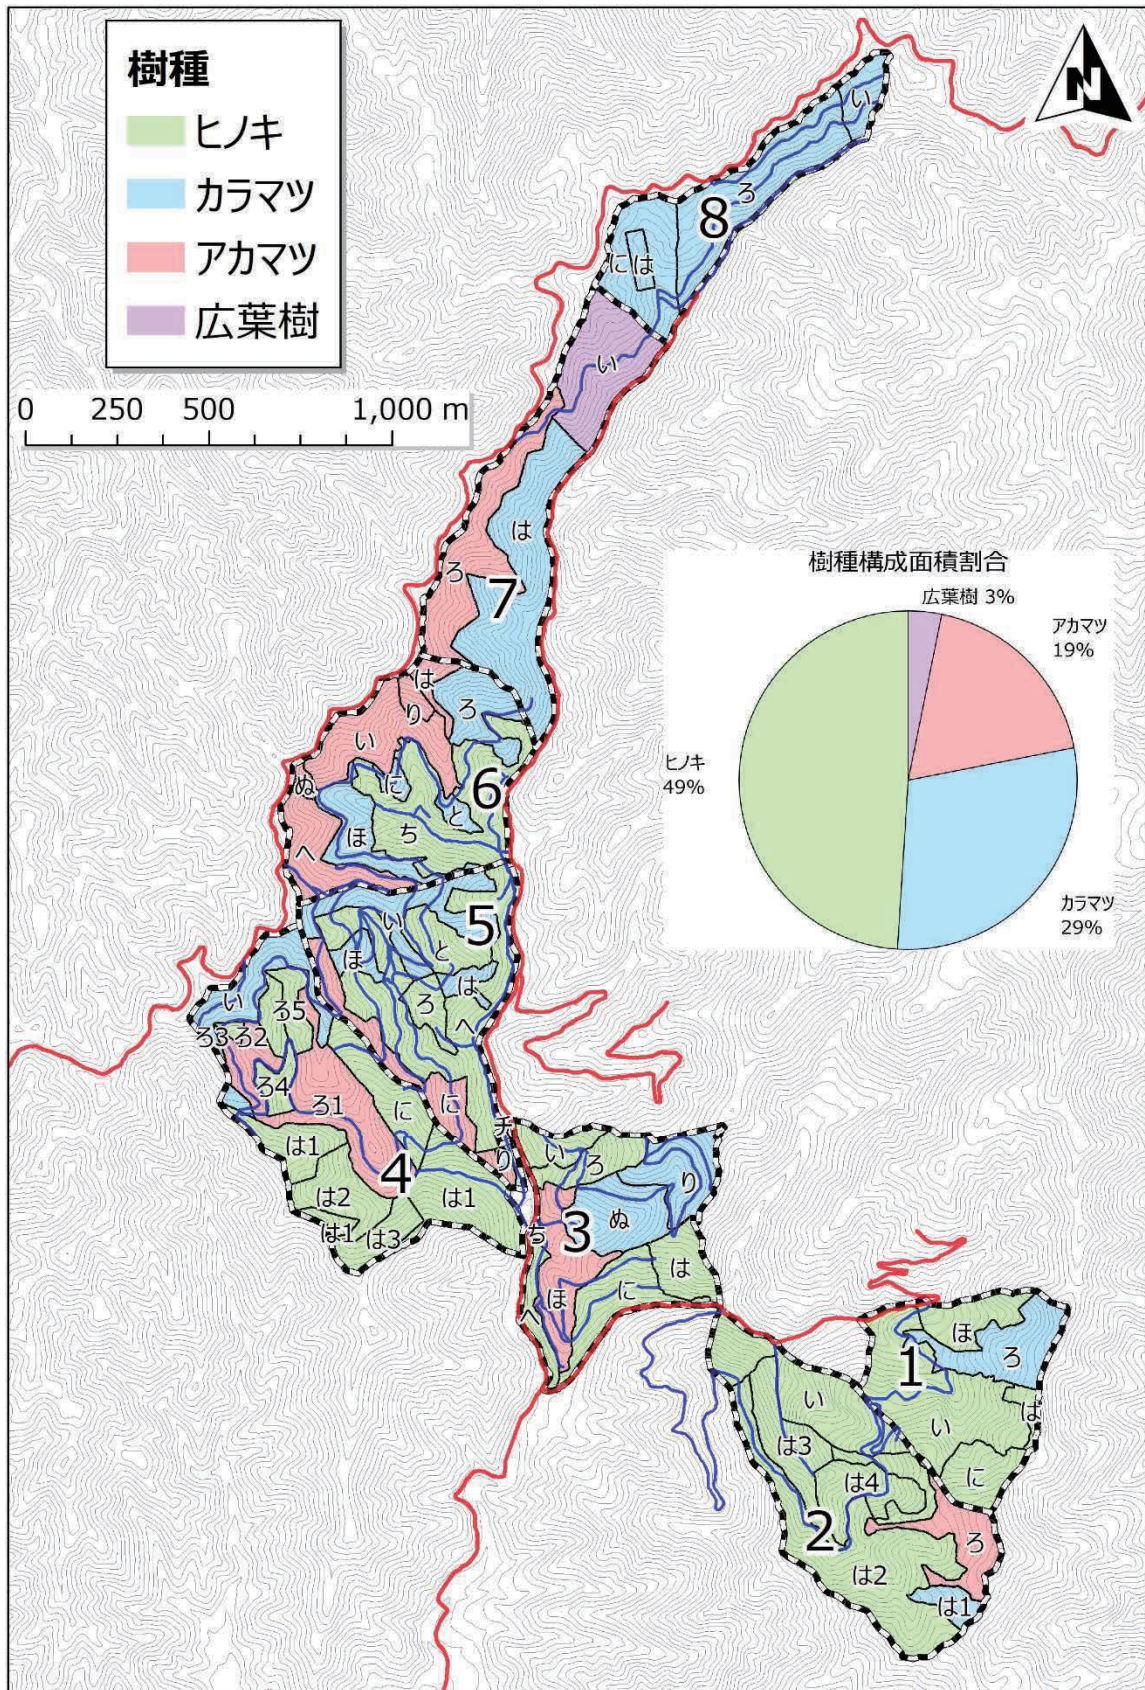 樹種
ヒノキ
カラマツ
アカマツ
広葉樹
N
0 250 500 1,000 m
い
ろ
8
に は
い
は
ろ
7
樹種構成面積割合
広葉樹 3%
アカマツ
19%
ヒノキ
49%
カラマツ
29%
は
り
ろ
い
ぬ
に
6
と
ほ
ち
へ
い
5
ほ
と
は
ろ
へ
い
ろ5
ろ3 ろ2
ろ4
ろ1
に
に
チ
り
は1
4
は2
は1
は1
は3
い
ろ
り
ぬ
ち
3
は
に
ほ
へ
ほ
ろ
1
い
は
に
い
は3
は4
2
ろ
は2
は1